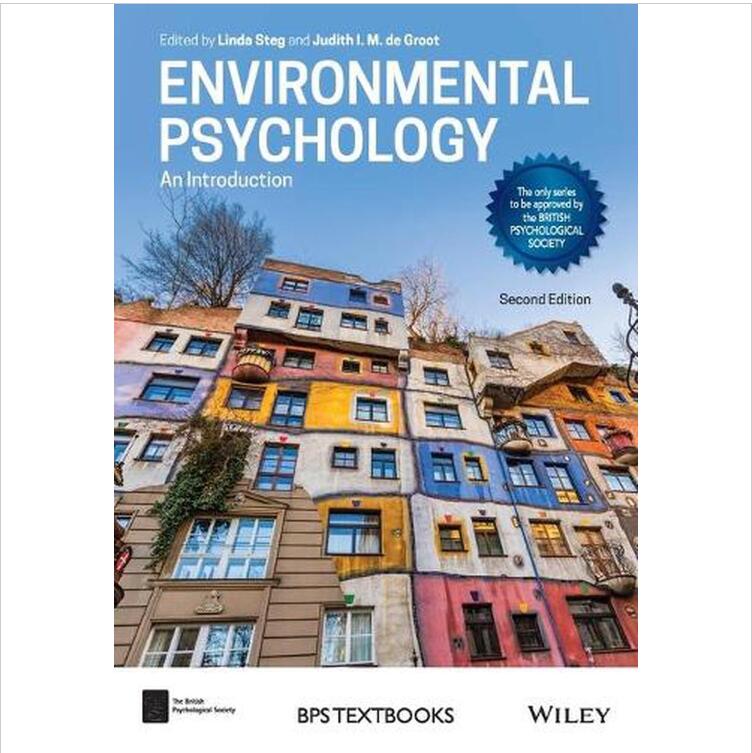 Edited by Linda Steg and Judith I. M. de Groot
ENVIRONMENTAL
PSYCHOLOGY
An Introduction
The only series
to be approved by
the BRITISH
PSYCHOLOGICAL
SOCIETY
Second Edition
The British
Psychological Society
BPS TEXTBOOKS
WILEY